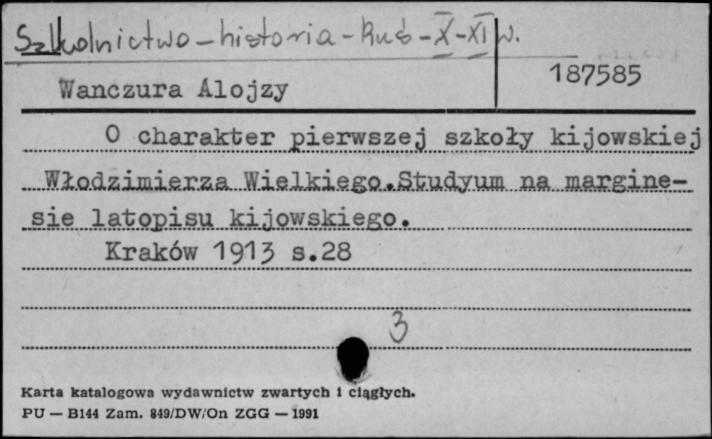 Szkolnictwo - historia - Ruś - X - XI w.
187585
Wanczura Alojzy
O charakter pierwszej szkoły kijowskiej
Włodzimierza Wielkiego.Studyum na margine-
sie latopisu kijowskiego.
Kraków 1913 s.28
3
Karta katalogowa wydawnictw zwartych i ciągłych.
PU — B144 Zam. 849/DW/On ZGG — 1991